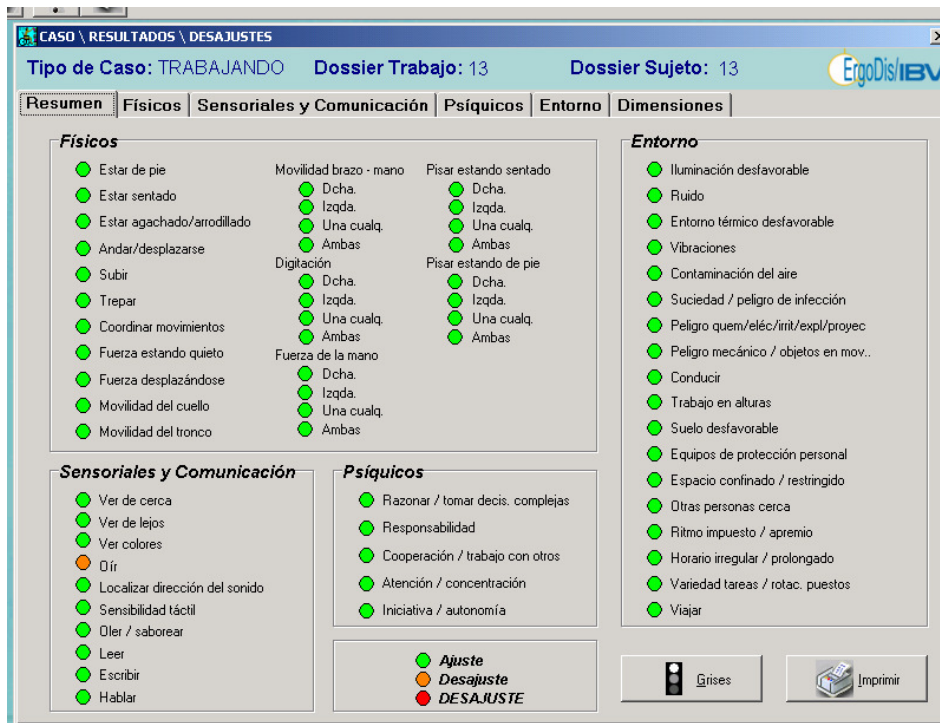 CASO \ RESULTADOS \ DESAJUSTES
Tipo de Caso: TRABAJANDO Dossier Trabajo: 13 Dossier Sujeto: 13 ErgoDis/IBV
Resumen Físicos Sensoriales y Comunicación Psíquicos Entorno Dimensiones
Físicos
Estar de pie
Estar sentado
Estar agachado/arrodillado
Andar/desplazarse
Subir
Trepar
Coordinar movimientos
Fuerza estando quieto
Fuerza desplazándose
Movilidad del cuello
Movilidad del tronco
Movilidad brazo - mano
Dcha.
Izqda.
Una cualq.
Ambas
Digitación
Dcha.
Izqda.
Una cualq.
Ambas
Fuerza de la mano
Dcha.
Izqda.
Una cualq.
Ambas
Pisar estando sentado
Dcha.
Izqda.
Una cualq.
Ambas
Pisar estando de pie
Dcha.
Izqda.
Una cualq.
Ambas
Entorno
Iluminación desfavorable
Ruido
Entorno térmico desfavorable
Vibraciones
Contaminación del aire
Suciedad / peligro de infección
Peligro quem/eléc/irrit/expl/proyec
Peligro mecánico / objetos en mov..
Conducir
Trabajo en alturas
Suelo desfavorable
Equipos de protección personal
Espacio confinado / restringido
Otras personas cerca
Ritmo impuesto / apremio
Horario irregular / prolongado
Variedad tareas / rotac. puestos
Viajar
Sensoriales y Comunicación
Ver de cerca
Ver de lejos
Ver colores
Oír
Localizar dirección del sonido
Sensibilidad táctil
Oler / saborear
Leer
Escribir
Hablar
Psíquicos
Razonar / tomar decis. complejas
Responsabilidad
Cooperación / trabajo con otros
Atención / concentración
Iniciativa / autonomía
Ajuste
Desajuste
DESAJUSTE
Grises
Imprimir